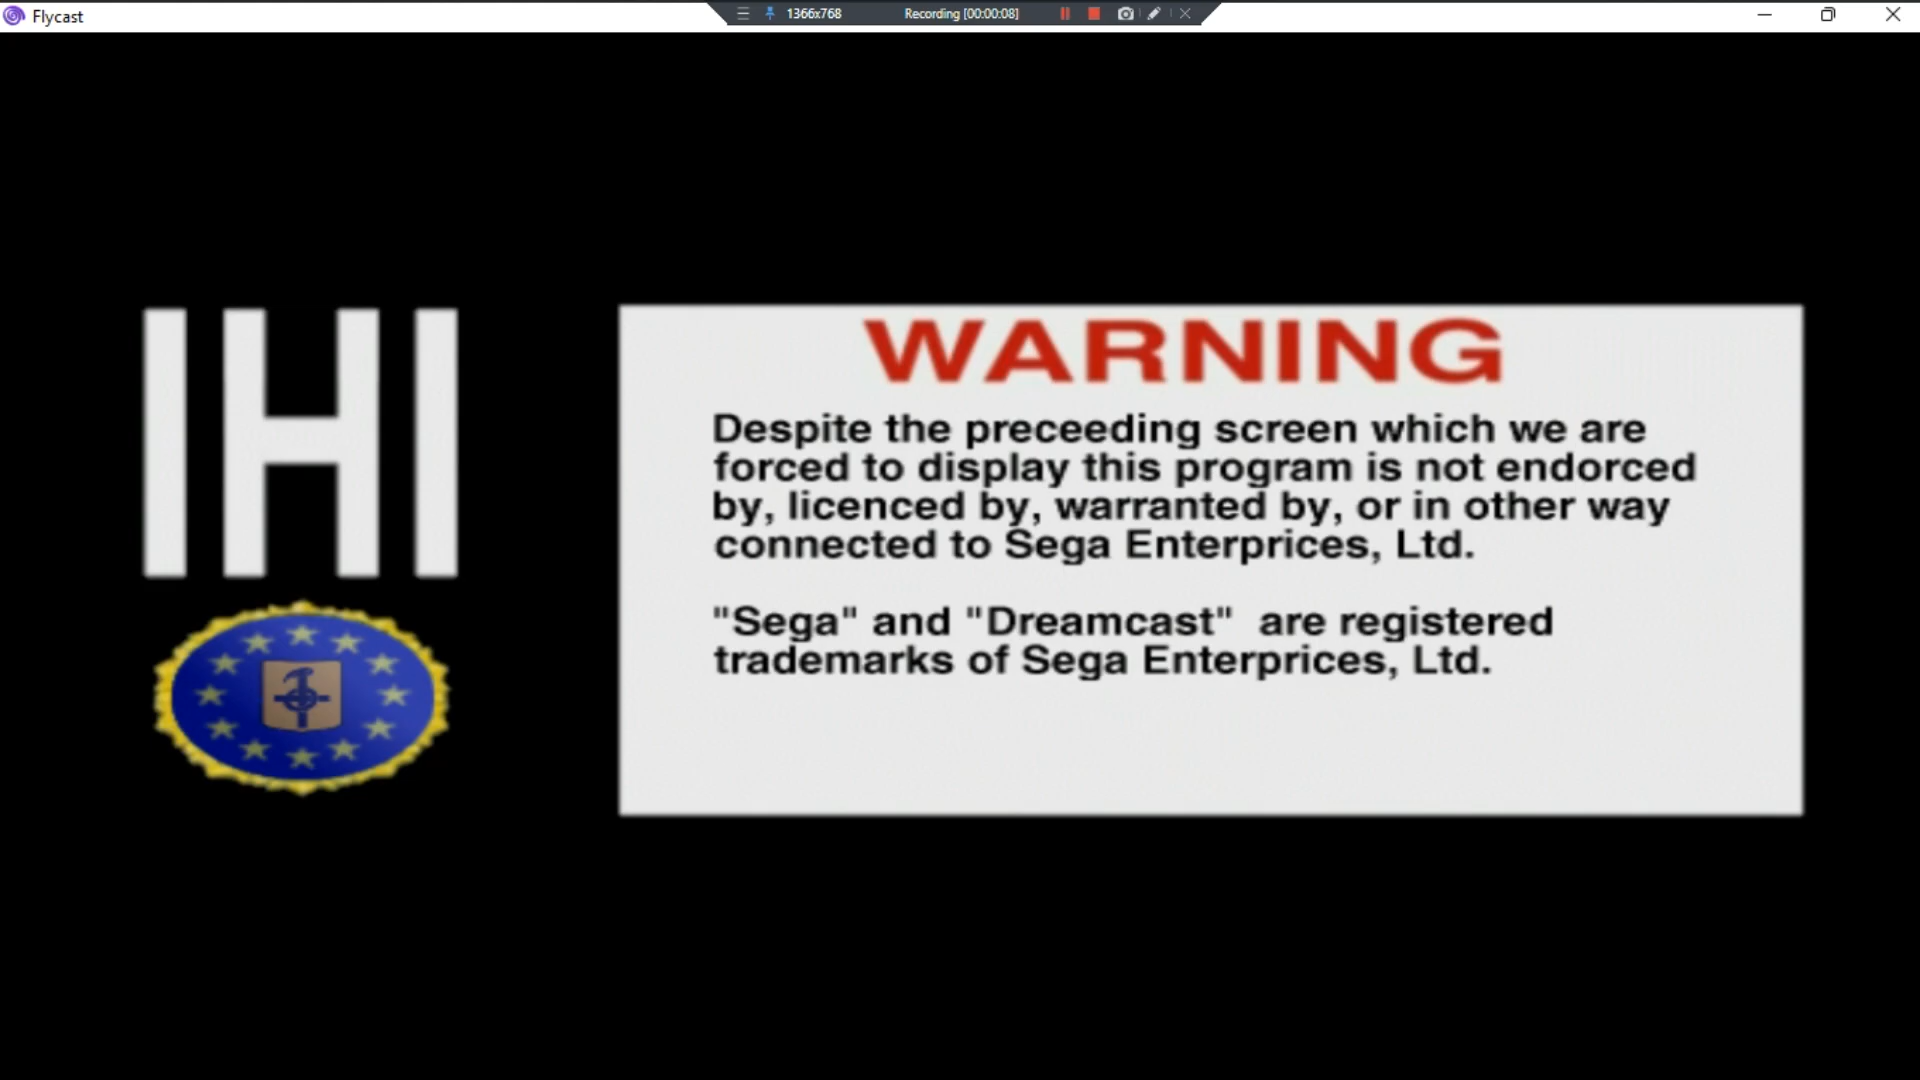 Flycast
1366x768
Recording [00:00:08]
IHI
WARNING
Despite the preceeding screen which we are
forced to display this program is not endorced
by, licenced by, warranted by, or in other way
connected to Sega Enterprices, Ltd.
"Sega" and "Dreamcast" are registered
trademarks of Sega Enterprices, Ltd.